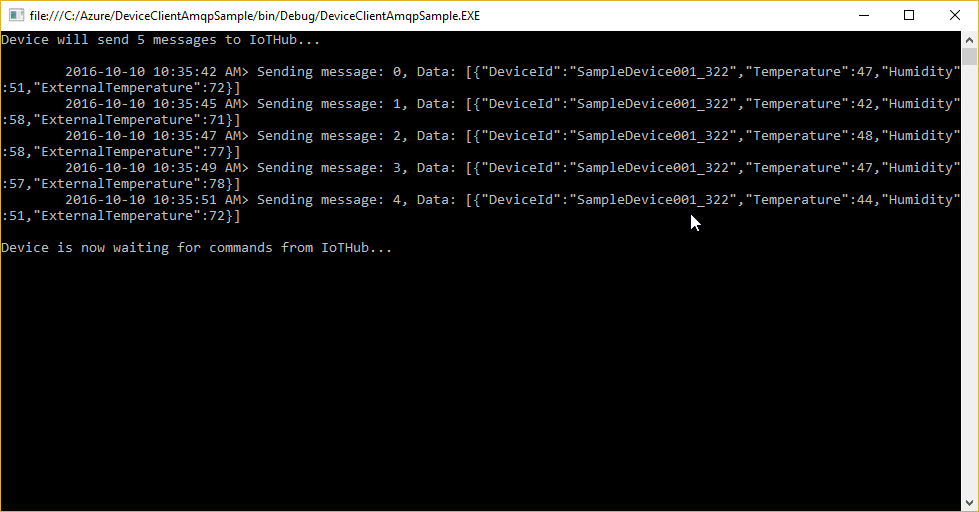 file:///C:/Azure/DeviceClientAmqpSample/bin/Debug/DeviceClientAmqpSample.EXE
Device will send 5 messages to IoTHub...
2016-10-10 10:35:42 AM> Sending message: 0, Data: [{"DeviceId":"SampleDevice001_322","Temperature":47,"Humidity"
:51,"ExternalTemperature":72}]
2016-10-10 10:35:45 AM> Sending message: 1, Data: [{"DeviceId":"SampleDevice001_322","Temperature":42,"Humidity"
:58,"ExternalTemperature":71}]
2016-10-10 10:35:47 AM> Sending message: 2, Data: [{"DeviceId":"SampleDevice001_322","Temperature":48,"Humidity"
:58,"ExternalTemperature":77}]
2016-10-10 10:35:49 AM> Sending message: 3, Data: [{"DeviceId":"SampleDevice001_322","Temperature":47,"Humidity"
:57,"ExternalTemperature":78}]
2016-10-10 10:35:51 AM> Sending message: 4, Data: [{"DeviceId":"SampleDevice001_322","Temperature":44,"Humidity"
:51,"ExternalTemperature":72}]
Device is now waiting for commands from IoTHub...